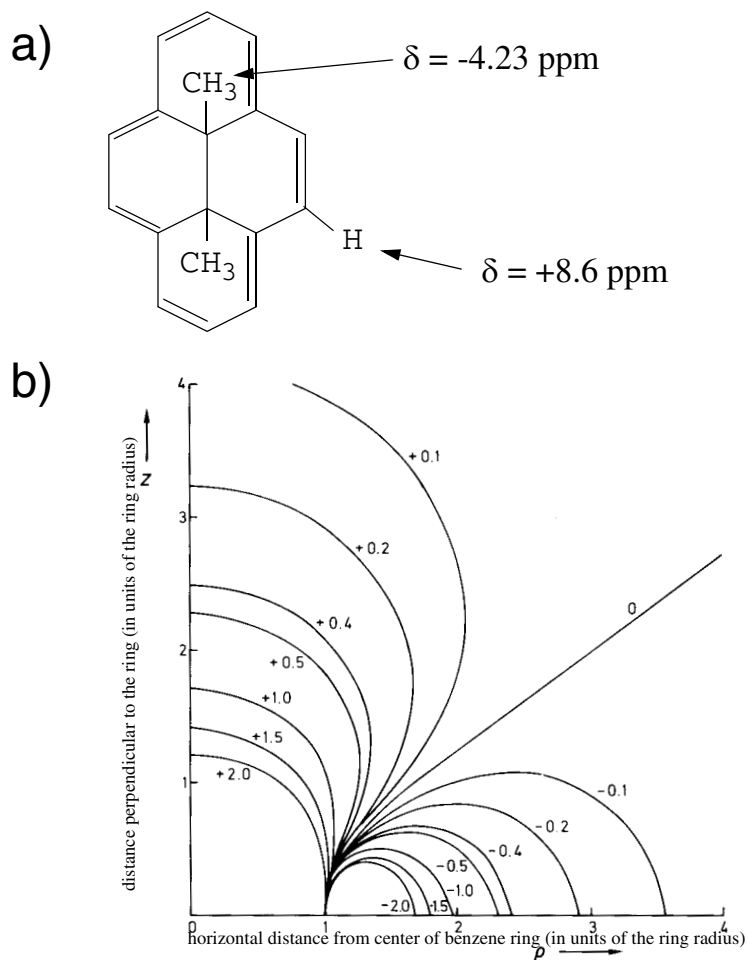 a)
CH3
δ = -4.23 ppm
H
CH3
δ = +8.6 ppm
b)
distance perpendicular to the ring (in units of the ring radius)
z
4
3
2
1
0
+0.1
+0.2
+0.4
+0.5
+1.0
+1.5
+2.0
0
-0.1
-0.2
-0.4
-0.5
-1.0
-1.5
-2.0
1
2
3
4
horizontal distance from center of benzene ring (in units of the ring radius)
ρ